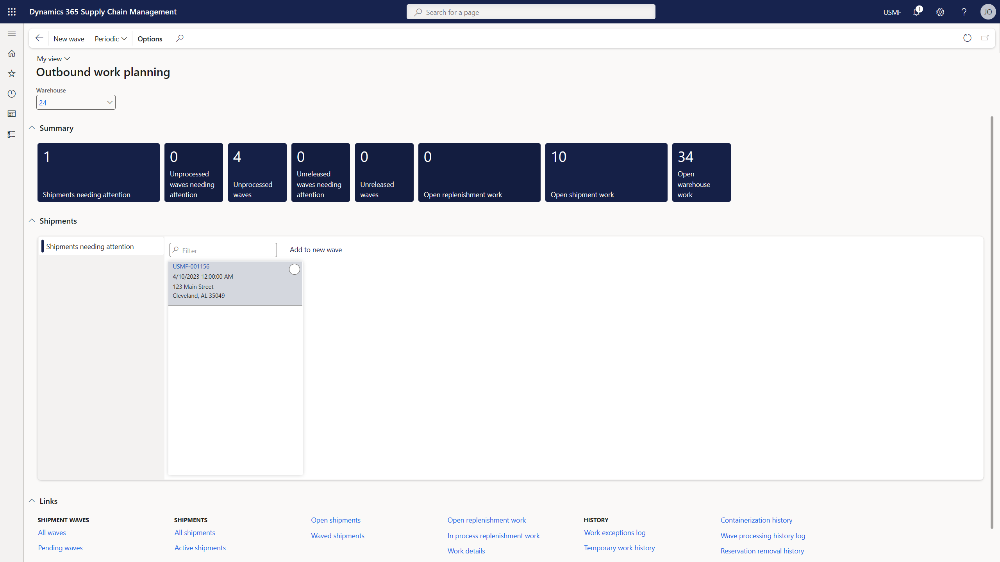 Dynamics 365 Supply Chain Management
Search for a page
USMF
1
JO
New wave
Periodic
Options
My view
Outbound work planning
Warehouse
24
Summary
1
Shipments needing attention
0
Unprocessed
waves needing
attention
4
Unprocessed
waves
0
Unreleased
waves needing
attention
0
Unreleased
waves
0
Open replenishment work
10
Open shipment work
34
Open
warehouse
work
Shipments
Shipments needing attention
Filter
Add to new wave
USMF-001156
4/10/2023 12:00:00 AM
123 Main Street
Cleveland, AL 35049
Links
SHIPMENT WAVES
All waves
Pending waves
SHIPMENTS
All shipments
Active shipments
Open shipments
Waved shipments
Open replenishment work
In process replenishment work
Work details
HISTORY
Work exceptions log
Temporary work history
Containerization history
Wave processing history log
Reservation removal history